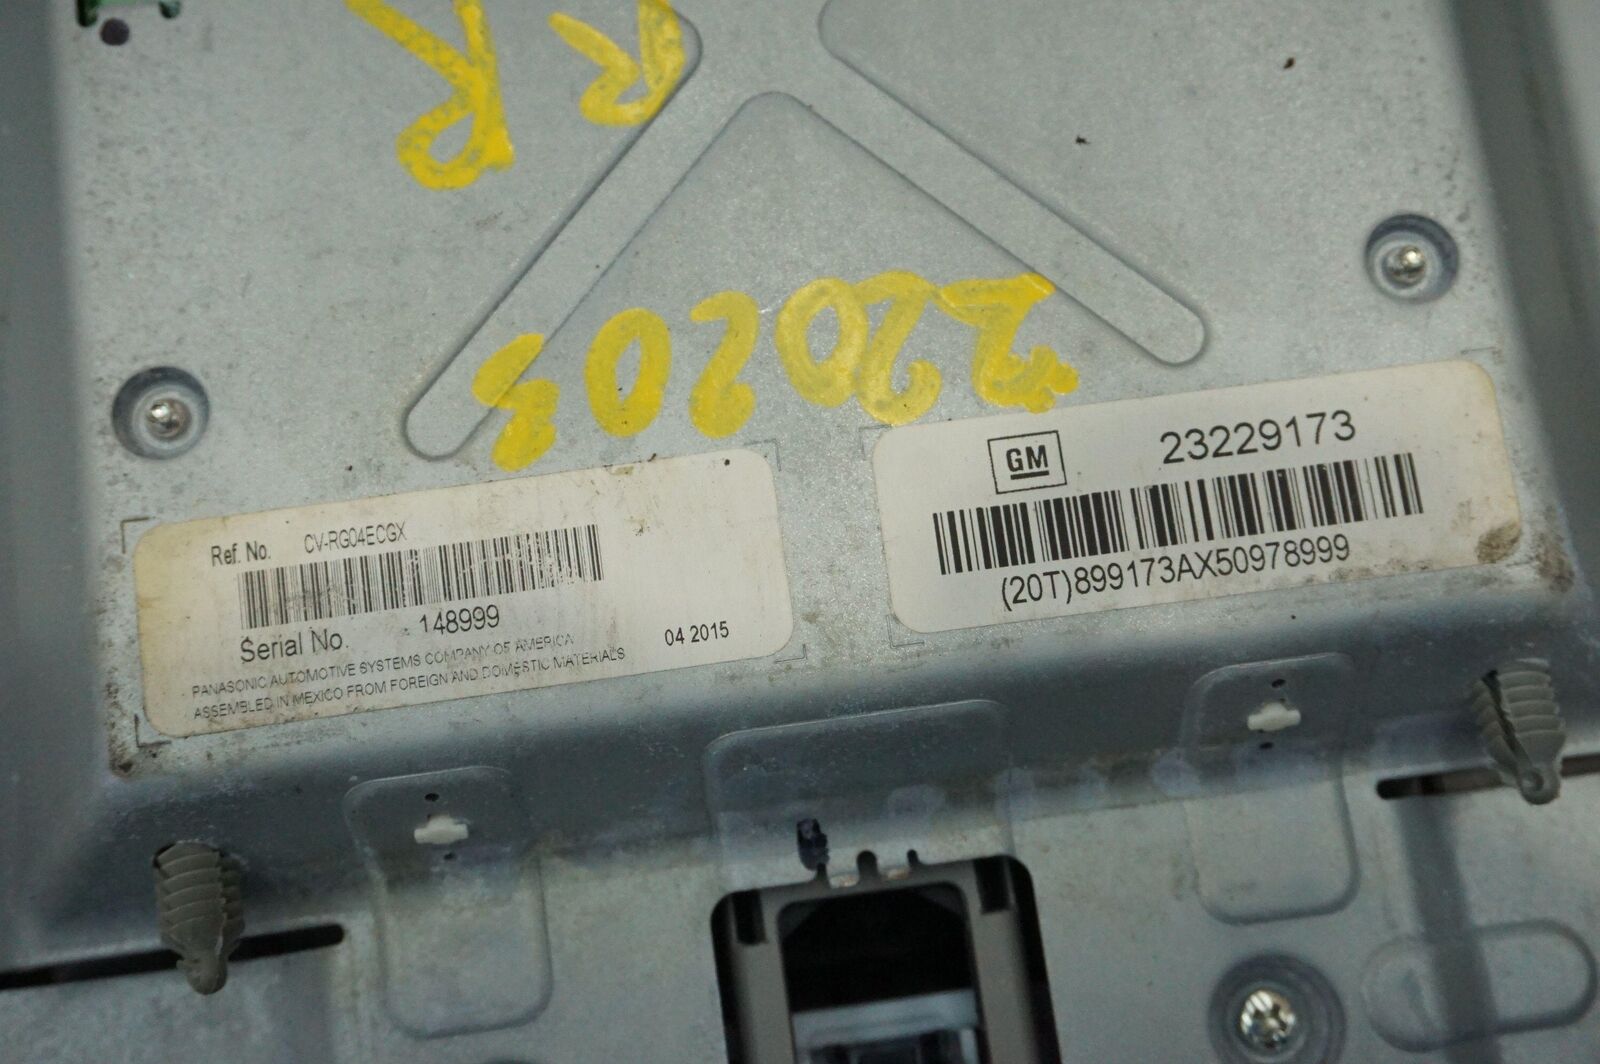 RR
220203
GM 23229173
(20T)899173AX50978999
Ref. No. CV-RG04ECGX
Serial No. 148999
04 2015
PANASONIC AUTOMOTIVE SYSTEMS COMPANY OF AMERICA
ASSEMBLED IN MEXICO FROM FOREIGN AND DOMESTIC MATERIALS